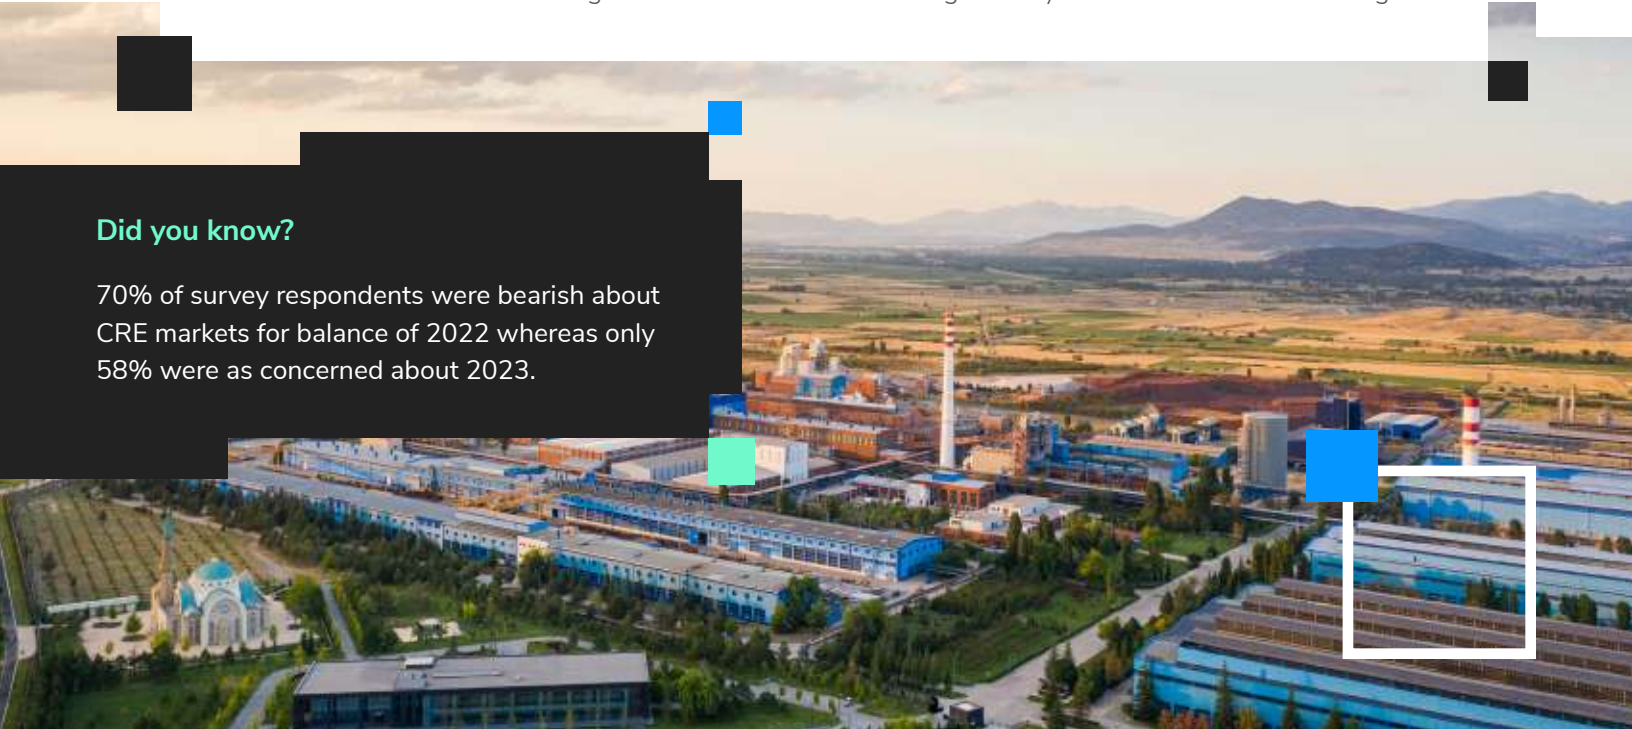 Did you know?
70% of survey respondents were bearish about
CRE markets for balance of 2022 whereas only
58% were as concerned about 2023.